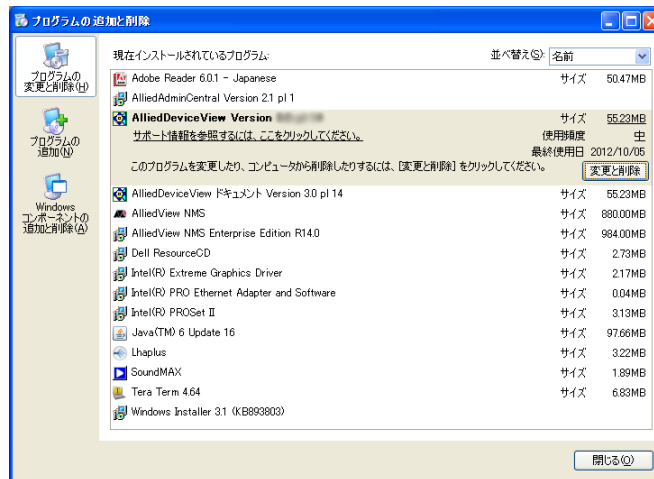 プログラムの追加と削除
プログラムの
変更と削除(H)
プログラムの
追加(N)
Windows
コンポーネントの
追加と削除(A)
現在インストールされているプログラム: 並べ替え(S): 名前
Adobe Reader 6.0.1 - Japanese サイズ 50.47MB
AlliedAdminCentral Version 2.1 pl 1
AlliedDeviceView Version サイズ 55.23MB
サポート情報を参照するには、ここをクリックしてください。 使用頻度 中
最終使用日 2012/10/05
このプログラムを変更したり、コンピュータから削除したりするには、[変更と削除] をクリックしてください。 変更と削除
AlliedDeviceView ドキュメント Version 3.0 pl 14 サイズ 55.23MB
AlliedView NMS サイズ 880.00MB
AlliedView NMS Enterprise Edition R14.0 サイズ 984.00MB
Dell ResourceCD サイズ 2.73MB
Intel(R) Extreme Graphics Driver サイズ 2.17MB
Intel(R) PRO Ethernet Adapter and Software サイズ 0.04MB
Intel(R) PROSet II サイズ 3.13MB
Java(TM) 6 Update 16 サイズ 97.66MB
Lhaplus サイズ 3.22MB
SoundMAX サイズ 1.89MB
Tera Term 4.64 サイズ 6.83MB
Windows Installer 3.1 (KB893803)
閉じる(O)